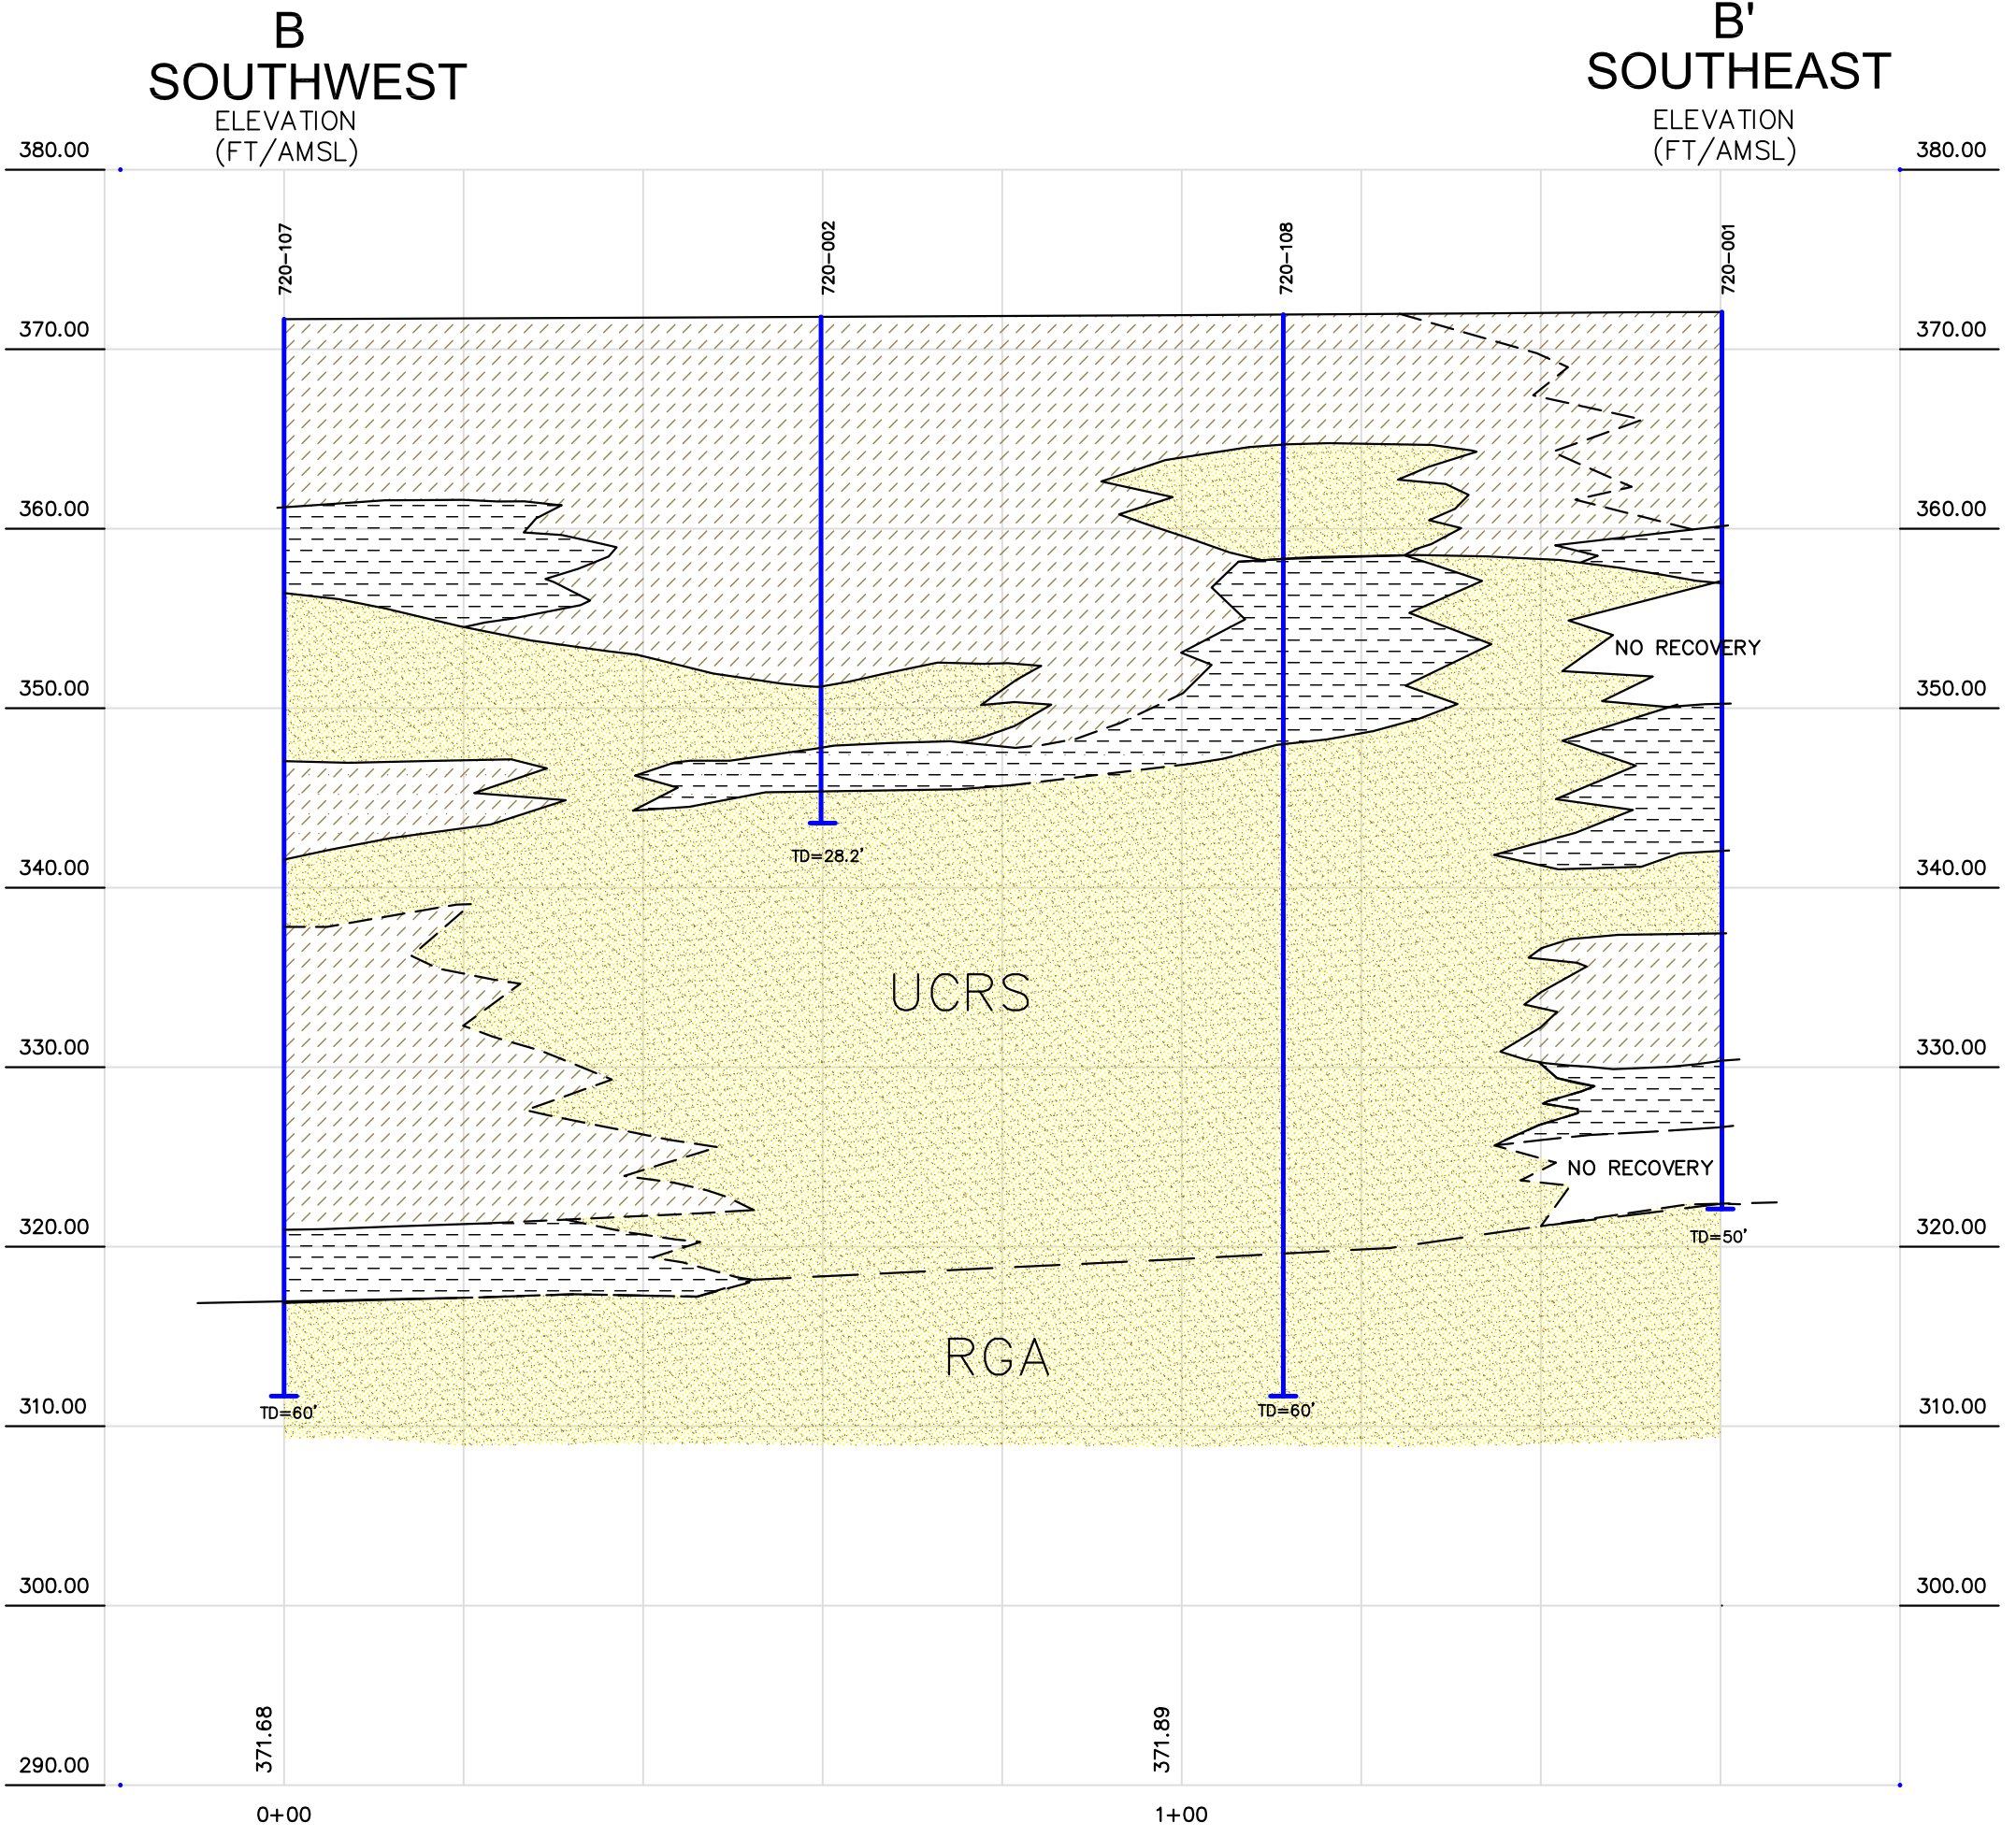 B
SOUTHWEST
ELEVATION
(FT/AMSL)
B'
SOUTHEAST
ELEVATION
(FT/AMSL)
380.00
380.00
720-107
720-002
720-108
720-001
370.00
370.00
360.00
360.00
NO RECOVERY
350.00
350.00
TD=28.2'
340.00
340.00
UCRS
330.00
330.00
NO RECOVERY
320.00
TD=50'
320.00
RGA
310.00
TD=60'
TD=60'
310.00
300.00
300.00
371.68
371.89
290.00
290.00
0+00
1+00